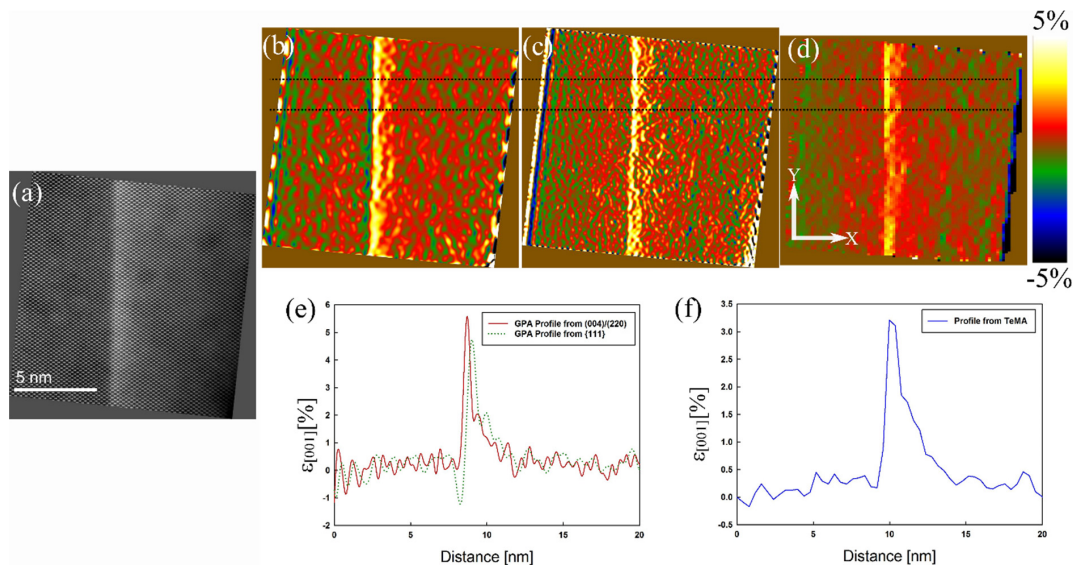 (a)
5 nm
(b)
(c)
(d)
Y
X
5%
-5%
(e)
GPA Profile from (004)/(220)
GPA Profile from {111}
ε[001][%]
6
5
4
3
2
1
0
-1
-2
0 5 10 15 20
Distance [nm]
(f)
Profile from TeMA
ε[001][%]
3.5
3.0
2.5
2.0
1.5
1.0
0.5
0.0
-0.5
0 5 10 15 20
Distance [nm]